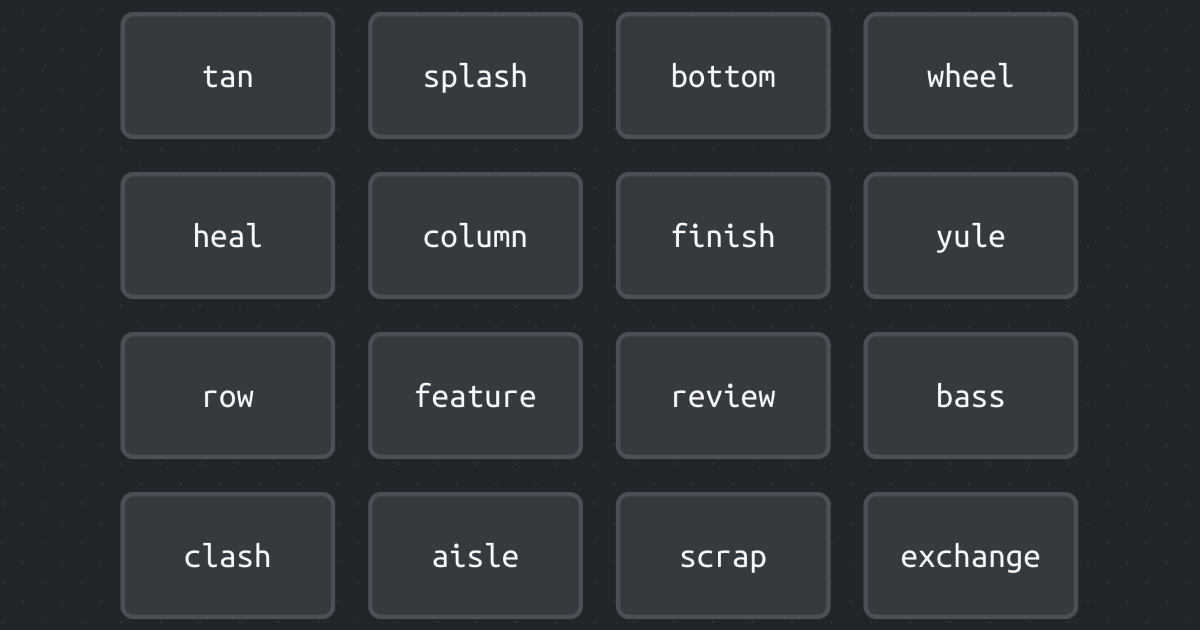 tan splash bottom wheel
heal column finish yule
row feature review bass
clash aisle scrap exchange